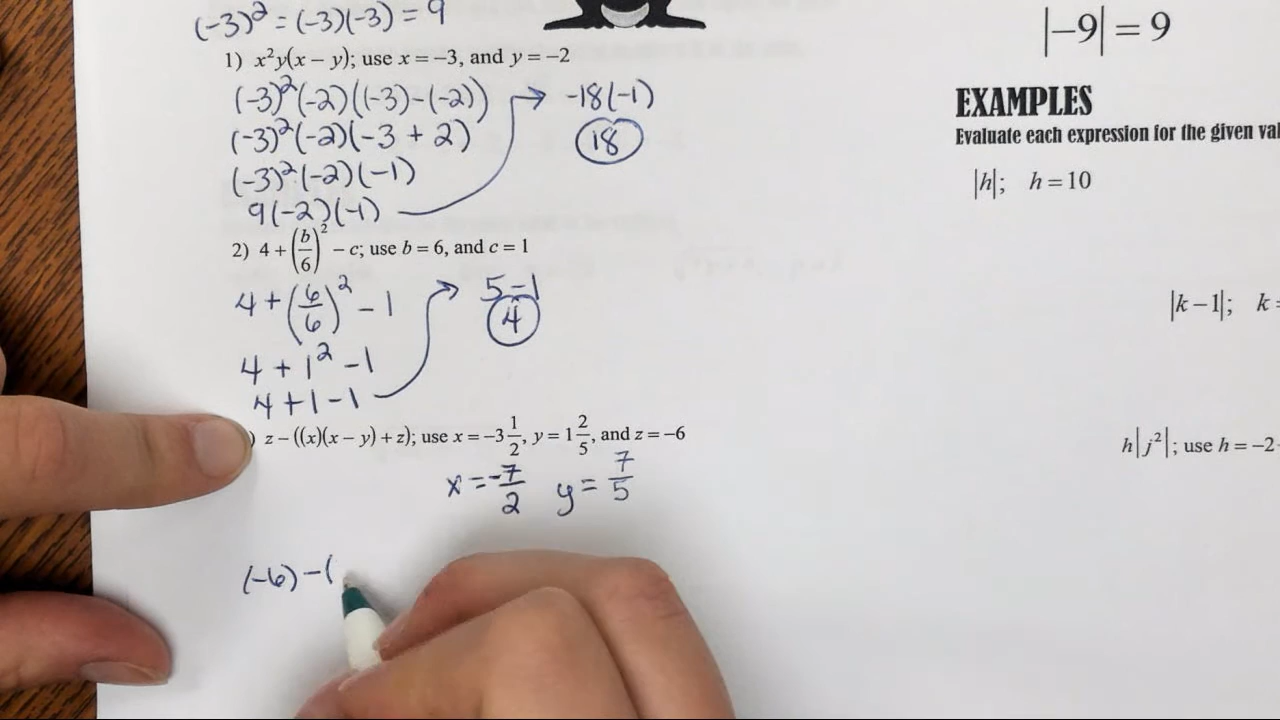 (-3)² = (-3)(-3) = 9
1) x²y(x − y); use x = −3, and y = −2
(-3)²(-2)((-3)-(-2))
(-3)²(-2)(-3 + 2)
(-3)²(-2)(-1)
9(-2)(-1)
-18(-1)
18
2) 4 + (b/6)² − c; use b = 6, and c = 1
4 + (6/6)² - 1
4 + 1² - 1
4 + 1 - 1
5 - 1
4
) z − ((x)(x − y) + z); use x = −3 1/2, y = 1 2/5, and z = −6
x = -7/2 y = 7/5
(-6) - (
|−9| = 9
EXAMPLES
Evaluate each expression for the given
|h|; h = 10
|k − 1|; k =
h|j²|; use h = −2